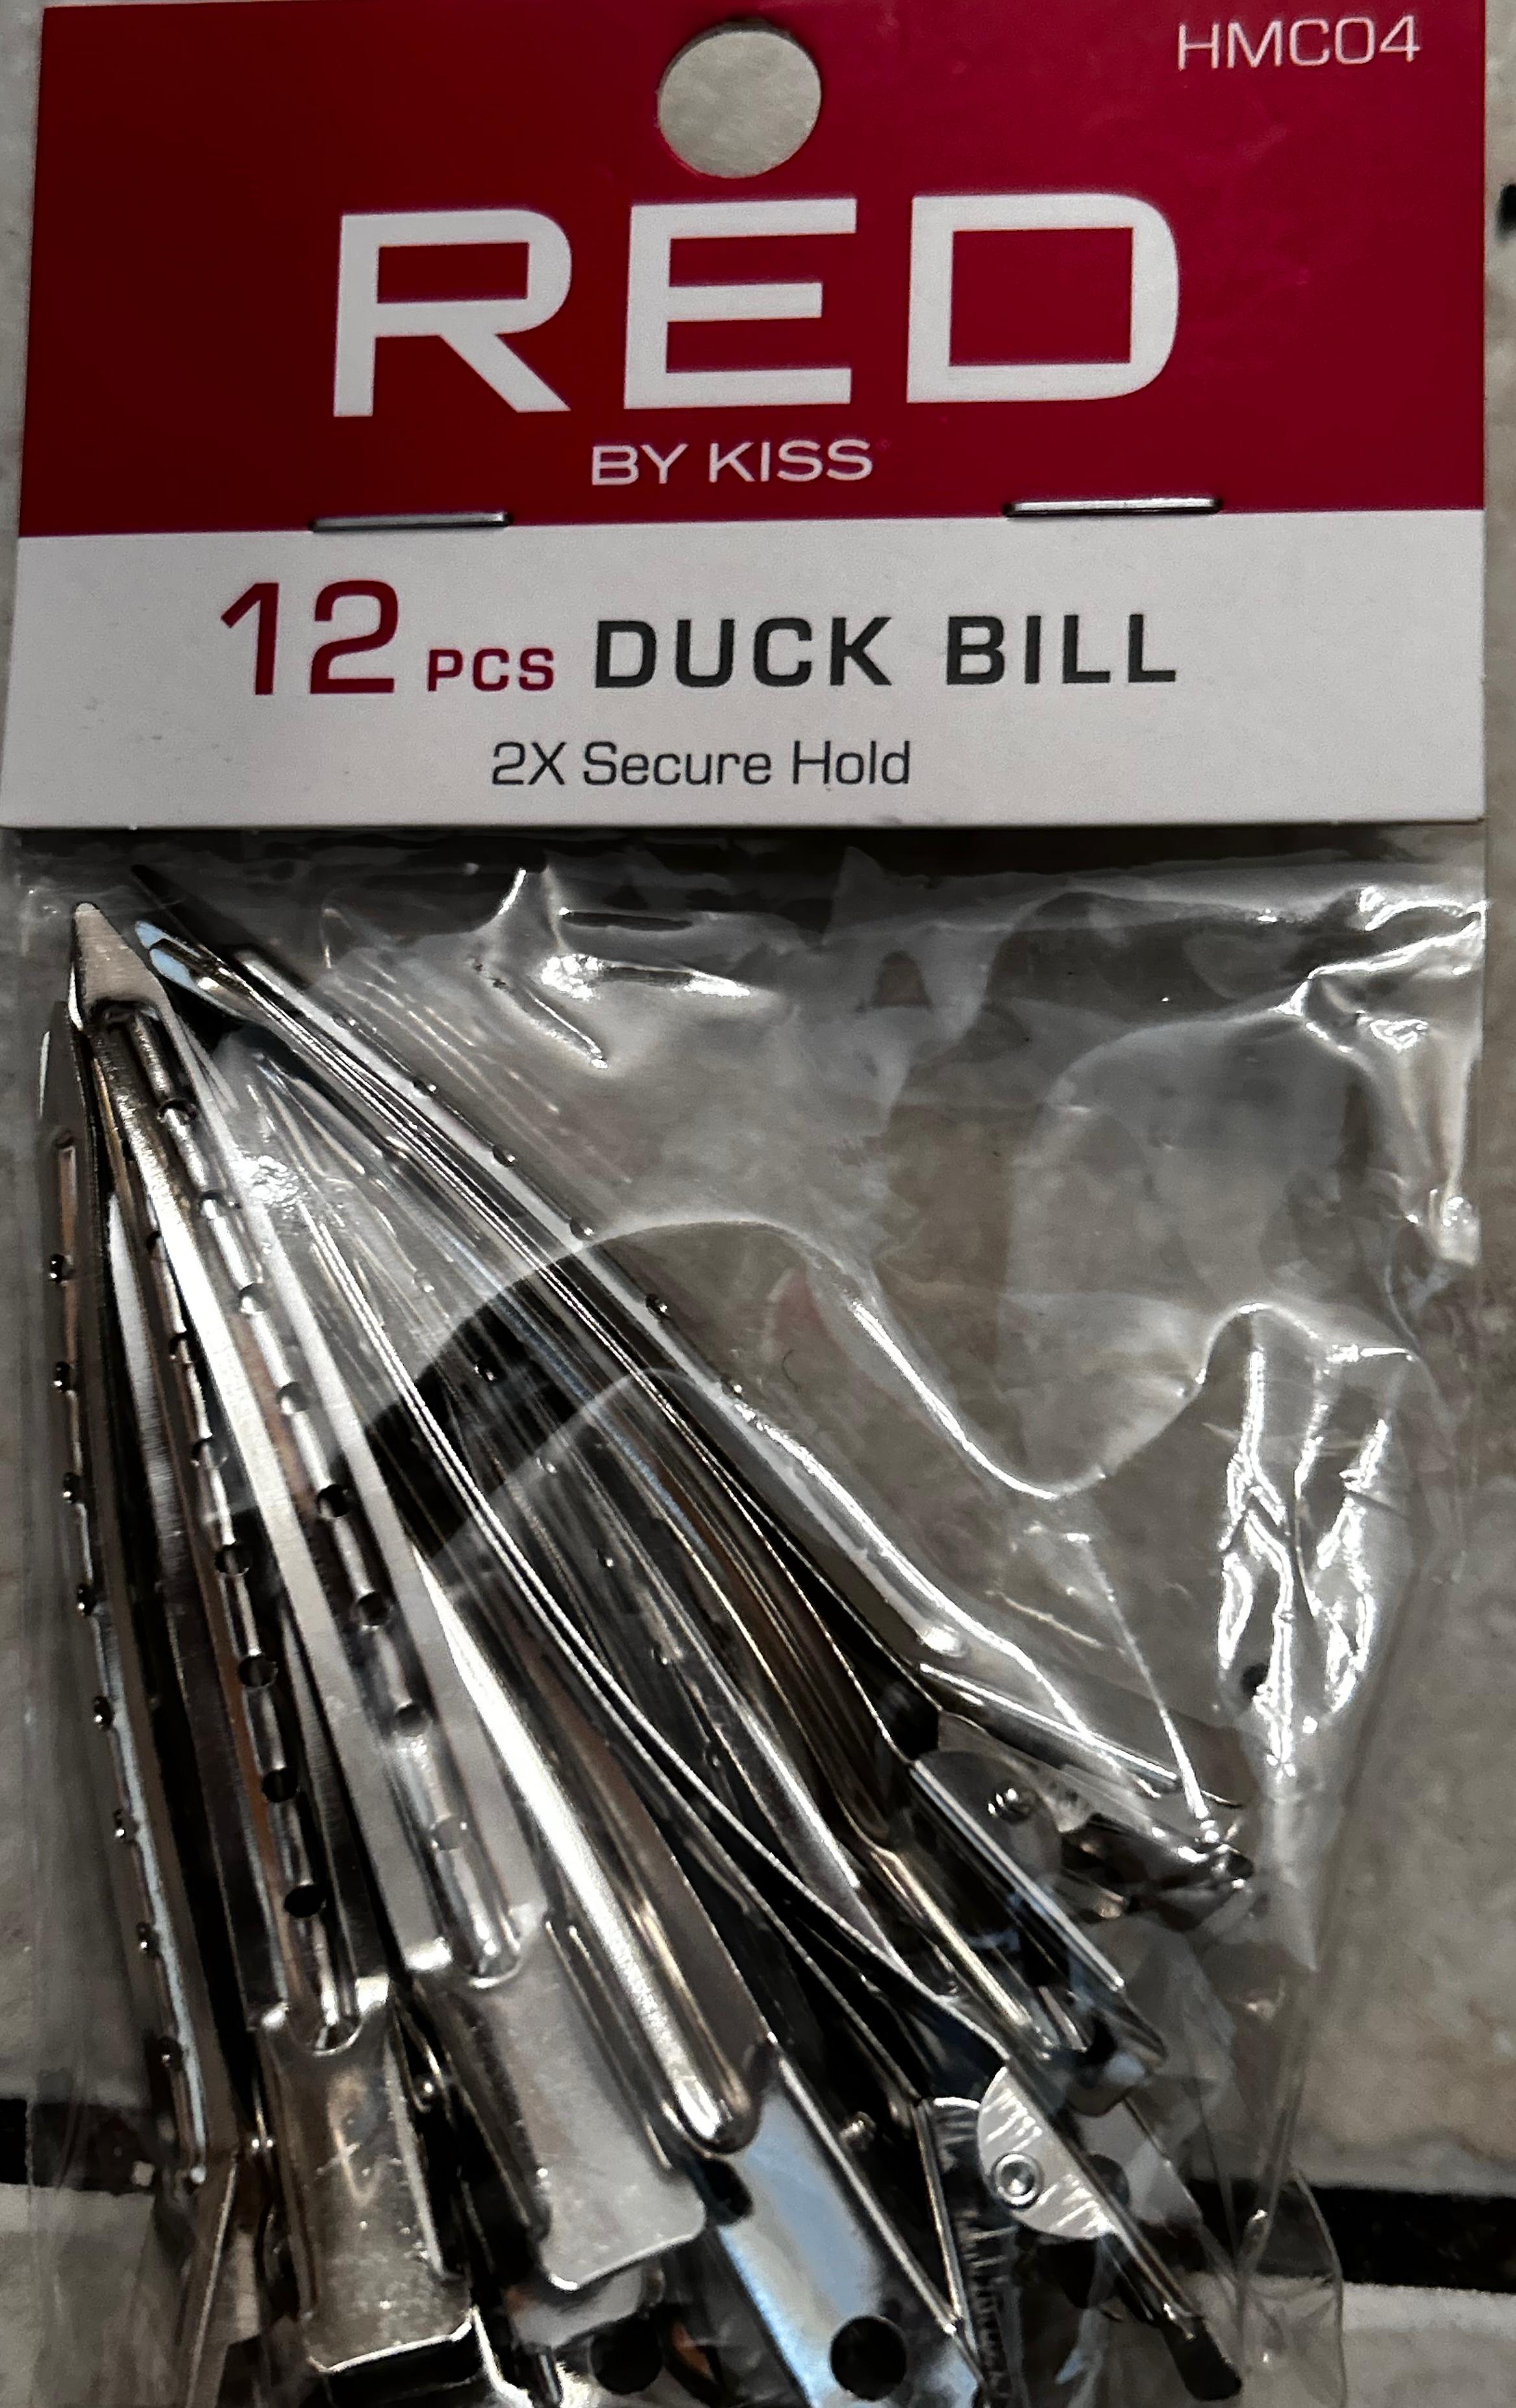 HMC04
RED
BY KISS
12 PCS DUCK BILL
2X Secure Hold